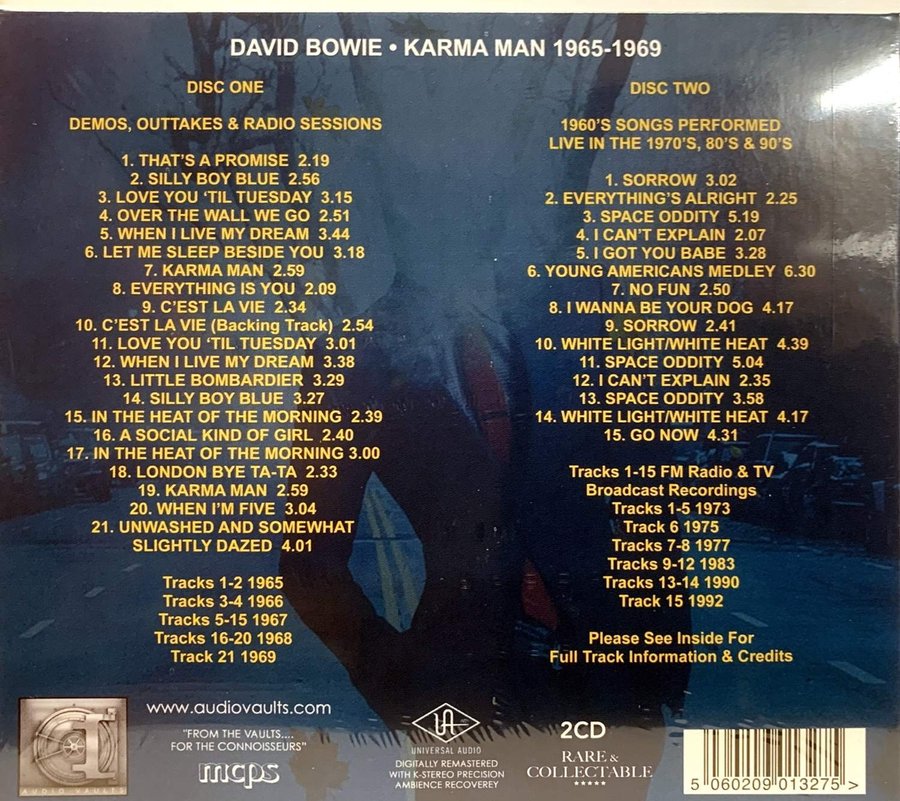 DAVID BOWIE • KARMA MAN 1965-1969
DISC ONE
DEMOS, OUTTAKES & RADIO SESSIONS
1. THAT'S A PROMISE 2.19
2. SILLY BOY BLUE 2.56
3. LOVE YOU 'TIL TUESDAY 3.15
4. OVER THE WALL WE GO 2.51
5. WHEN I LIVE MY DREAM 3.44
6. LET ME SLEEP BESIDE YOU 3.18
7. KARMA MAN 2.59
8. EVERYTHING IS YOU 2.09
9. C'EST LA VIE 2.34
10. C'EST LA VIE (Backing Track) 2.54
11. LOVE YOU 'TIL TUESDAY 3.01
12. WHEN I LIVE MY DREAM 3.38
13. LITTLE BOMBARDIER 3.29
14. SILLY BOY BLUE 3.27
15. IN THE HEAT OF THE MORNING 2.39
16. A SOCIAL KIND OF GIRL 2.40
17. IN THE HEAT OF THE MORNING 3.00
18. LONDON BYE TA-TA 2.33
19. KARMA MAN 2.59
20. WHEN I'M FIVE 3.04
21. UNWASHED AND SOMEWHAT
SLIGHTLY DAZED 4.01
Tracks 1-2 1965
Tracks 3-4 1966
Tracks 5-15 1967
Tracks 16-20 1968
Track 21 1969
DISC TWO
1960'S SONGS PERFORMED
LIVE IN THE 1970'S, 80'S & 90'S
1. SORROW 3.02
2. EVERYTHING'S ALRIGHT 2.25
3. SPACE ODDITY 5.19
4. I CAN'T EXPLAIN 2.07
5. I GOT YOU BABE 3.28
6. YOUNG AMERICANS MEDLEY 6.30
7. NO FUN 2.50
8. I WANNA BE YOUR DOG 4.17
9. SORROW 2.41
10. WHITE LIGHT/WHITE HEAT 4.39
11. SPACE ODDITY 5.04
12. I CAN'T EXPLAIN 2.35
13. SPACE ODDITY 3.58
14. WHITE LIGHT/WHITE HEAT 4.17
15. GO NOW 4.31
Tracks 1-15 FM Radio & TV
Broadcast Recordings
Tracks 1-5 1973
Track 6 1975
Tracks 7-8 1977
Tracks 9-12 1983
Tracks 13-14 1990
Track 15 1992
Please See Inside For
Full Track Information & Credits
AUDIO VAULTS
www.audiovaults.com
"FROM THE VAULTS....
FOR THE CONNOISSEURS"
mcps
UA
UNIVERSAL AUDIO
DIGITALLY REMASTERED
WITH K-STEREO PRECISION
AMBIENCE RECOVEREY
2CD
RARE &
COLLECTABLE
5 060209 013275 >